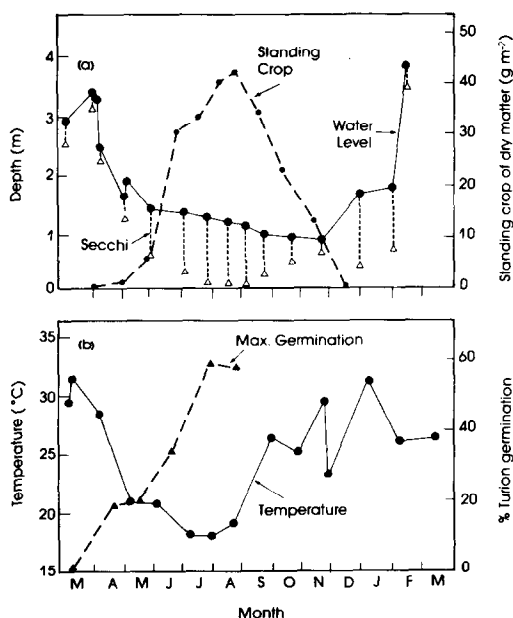 (a)
Depth (m)
4
3
2
1
0
Standing
Crop
Water
Level
Secchi
50
40
30
20
10
0
Standing crop of dry matter (g m⁻²)
(b)
Temperature (°C)
35
30
25
20
15
Max. Germination
Temperature
60
40
20
0
% Turion germination
M A M J J A S O N D J F M
Month